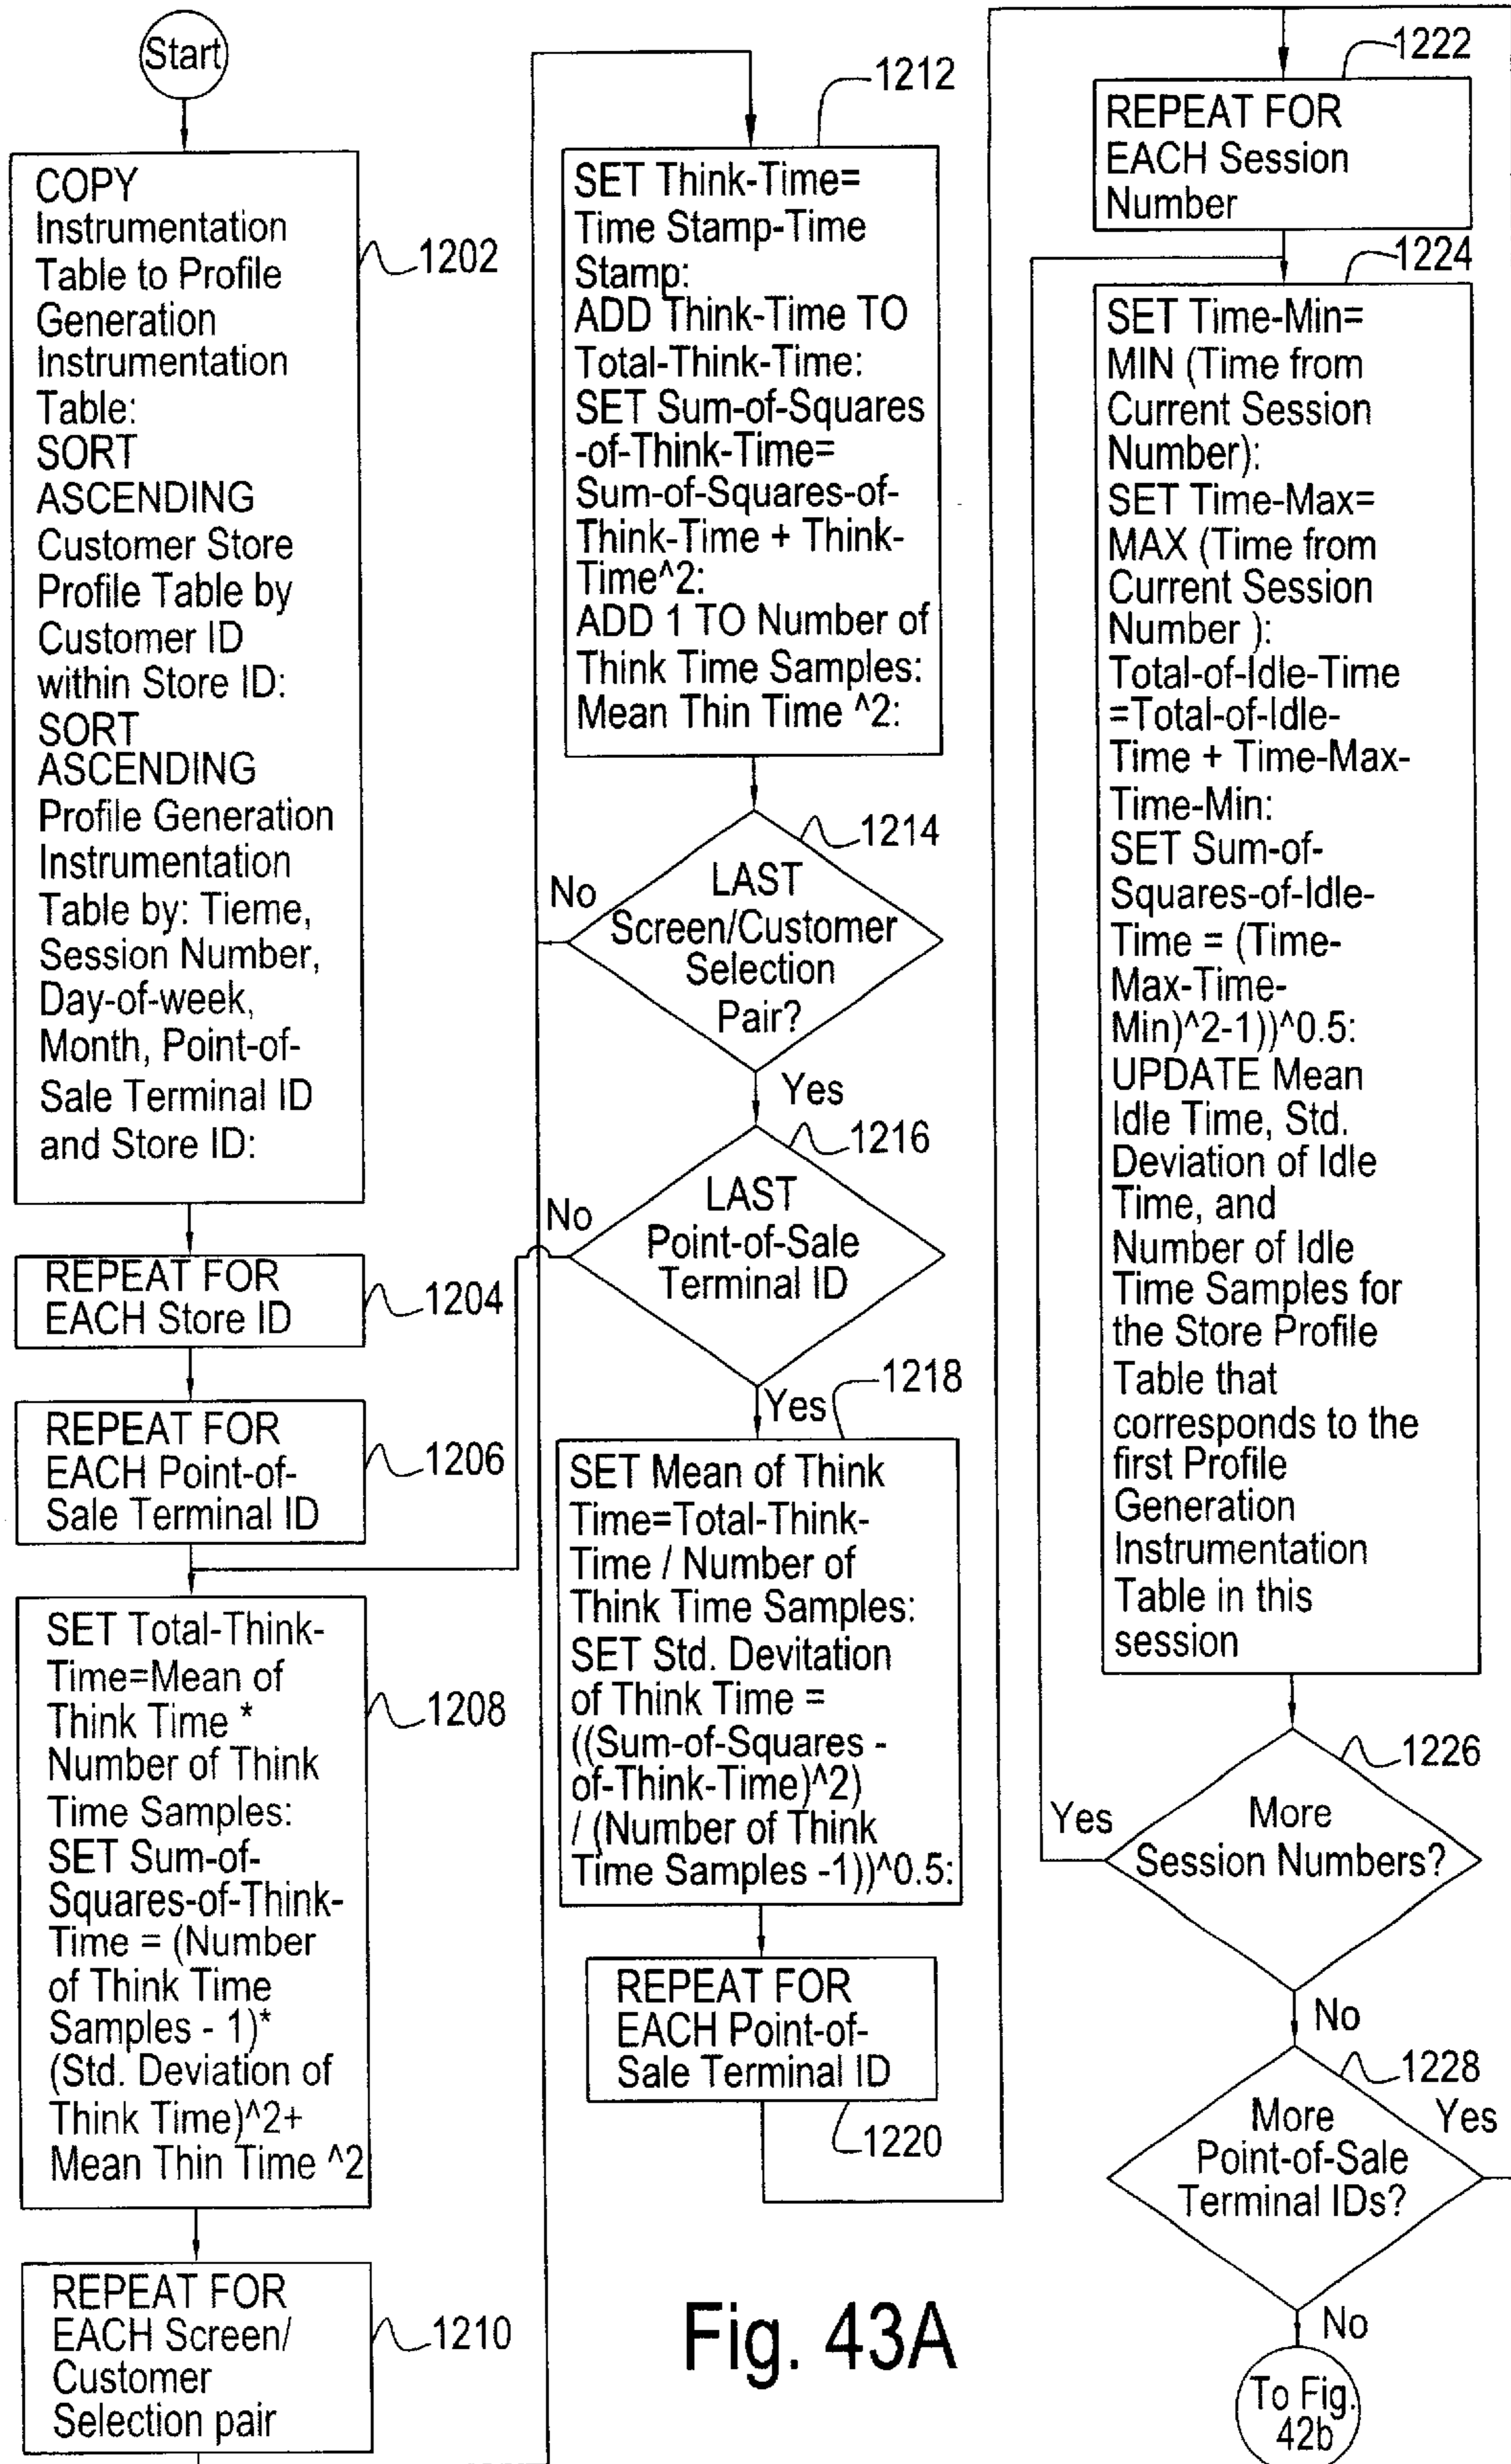 Start
COPY
Instrumentation
Table to Profile
Generation
Instrumentation
Table:
SORT
ASCENDING
Customer Store
Profile Table by
Customer ID
within Store ID:
SORT
ASCENDING
Profile Generation
Instrumentation
Table by: Tieme,
Session Number,
Day-of-week,
Month, Point-of-
Sale Terminal ID
and Store ID:
1202
REPEAT FOR
EACH Store ID
1204
REPEAT FOR
EACH Point-of-
Sale Terminal ID
1206
SET Total-Think-
Time=Mean of
Think Time *
Number of Think
Time Samples:
SET Sum-of-
Squares-of-Think-
Time = (Number
of Think Time
Samples - 1)*
(Std. Deviation of
Think Time)^2+
Mean Thin Time ^2
1208
REPEAT FOR
EACH Screen/
Customer
Selection pair
1210
1212
SET Think-Time=
Time Stamp-Time
Stamp:
ADD Think-Time TO
Total-Think-Time:
SET Sum-of-Squares
-of-Think-Time=
Sum-of-Squares-of-
Think-Time + Think-
Time^2:
ADD 1 TO Number of
Think Time Samples:
Mean Thin Time ^2:
1214
No
LAST
Screen/Customer
Selection
Pair?
Yes
1216
No
LAST
Point-of-Sale
Terminal ID
Yes
1218
SET Mean of Think
Time=Total-Think-
Time / Number of
Think Time Samples:
SET Std. Devitation
of Think Time =
((Sum-of-Squares -
of-Think-Time)^2)
/ (Number of Think
Time Samples -1))^0.5:
REPEAT FOR
EACH Point-of-
Sale Terminal ID
1220
1222
REPEAT FOR
EACH Session
Number
1224
SET Time-Min=
MIN (Time from
Current Session
Number):
SET Time-Max=
MAX (Time from
Current Session
Number ):
Total-of-Idle-Time
=Total-of-Idle-
Time + Time-Max-
Time-Min:
SET Sum-of-
Squares-of-Idle-
Time = (Time-
Max-Time-
Min)^2-1))^0.5:
UPDATE Mean
Idle Time, Std.
Deviation of Idle
Time, and
Number of Idle
Time Samples for
the Store Profile
Table that
corresponds to the
first Profile
Generation
Instrumentation
Table in this
session
1226
Yes
More
Session Numbers?
No
1228
More
Point-of-Sale
Terminal IDs?
Yes
No
To Fig.
42b
Fig. 43A